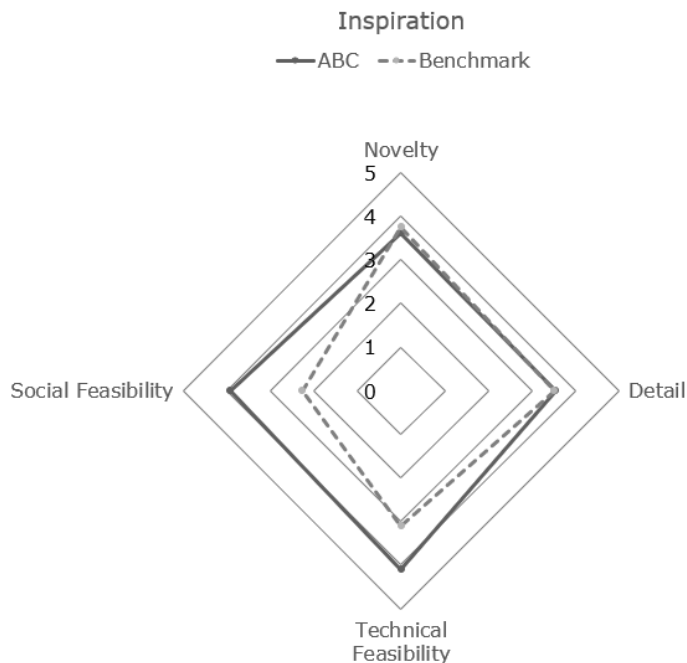 Inspiration
ABC Benchmark
Novelty
5
4
3
2
1
0
Social Feasibility
Detail
Technical
Feasibility